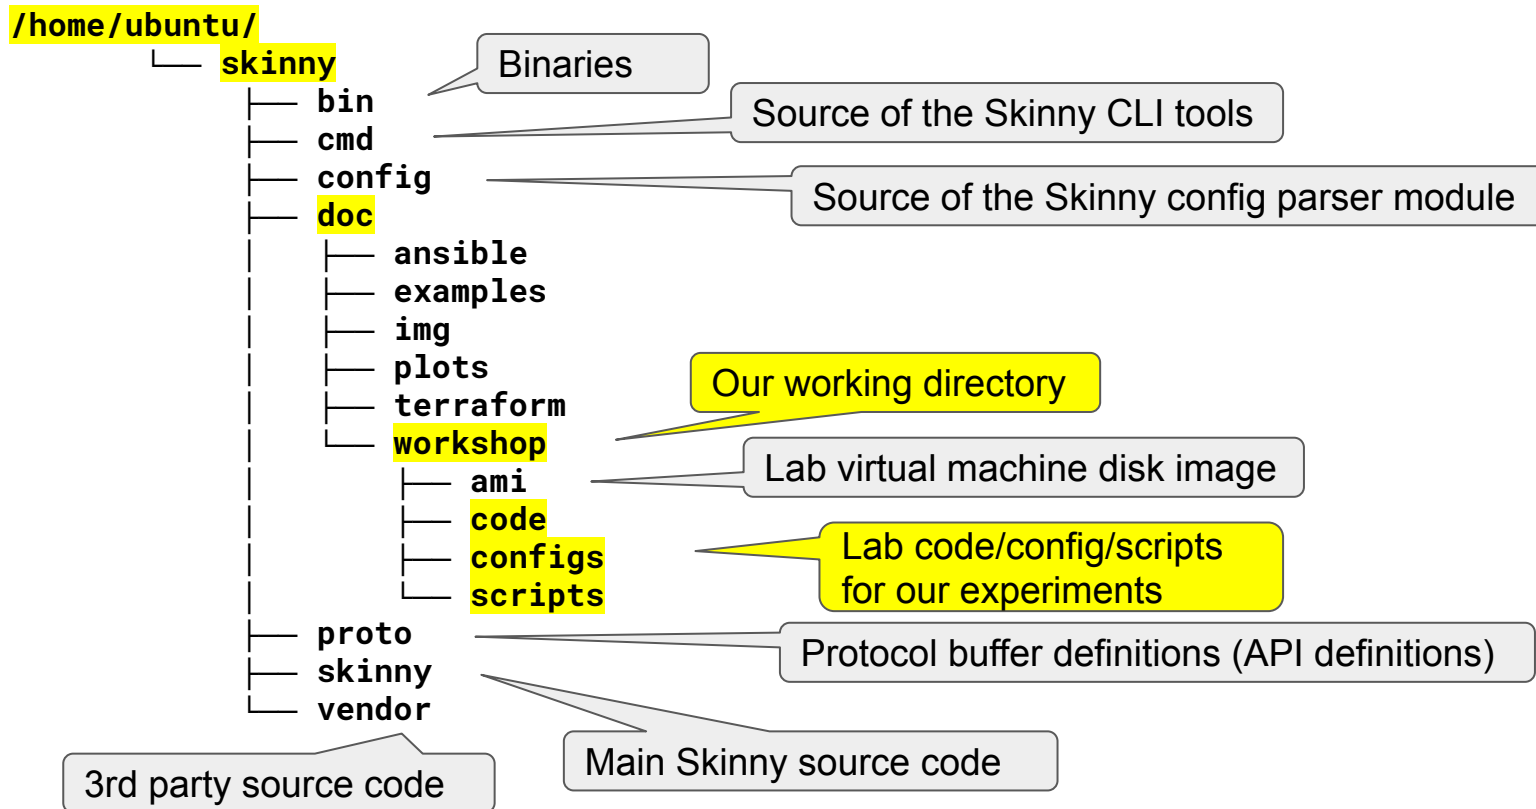 /home/ubuntu/
└── skinny
Binaries
├── bin
Source of the Skinny CLI tools
├── cmd
├── config
Source of the Skinny config parser module
├── doc
│   ├── ansible
│   ├── examples
│   ├── img
│   ├── plots
Our working directory
│   ├── terraform
│   └── workshop
Lab virtual machine disk image
│       ├── ami
│       ├── code
│       ├── configs
Lab code/config/scripts
for our experiments
│       └── scripts
├── proto
Protocol buffer definitions (API definitions)
├── skinny
└── vendor
Main Skinny source code
3rd party source code